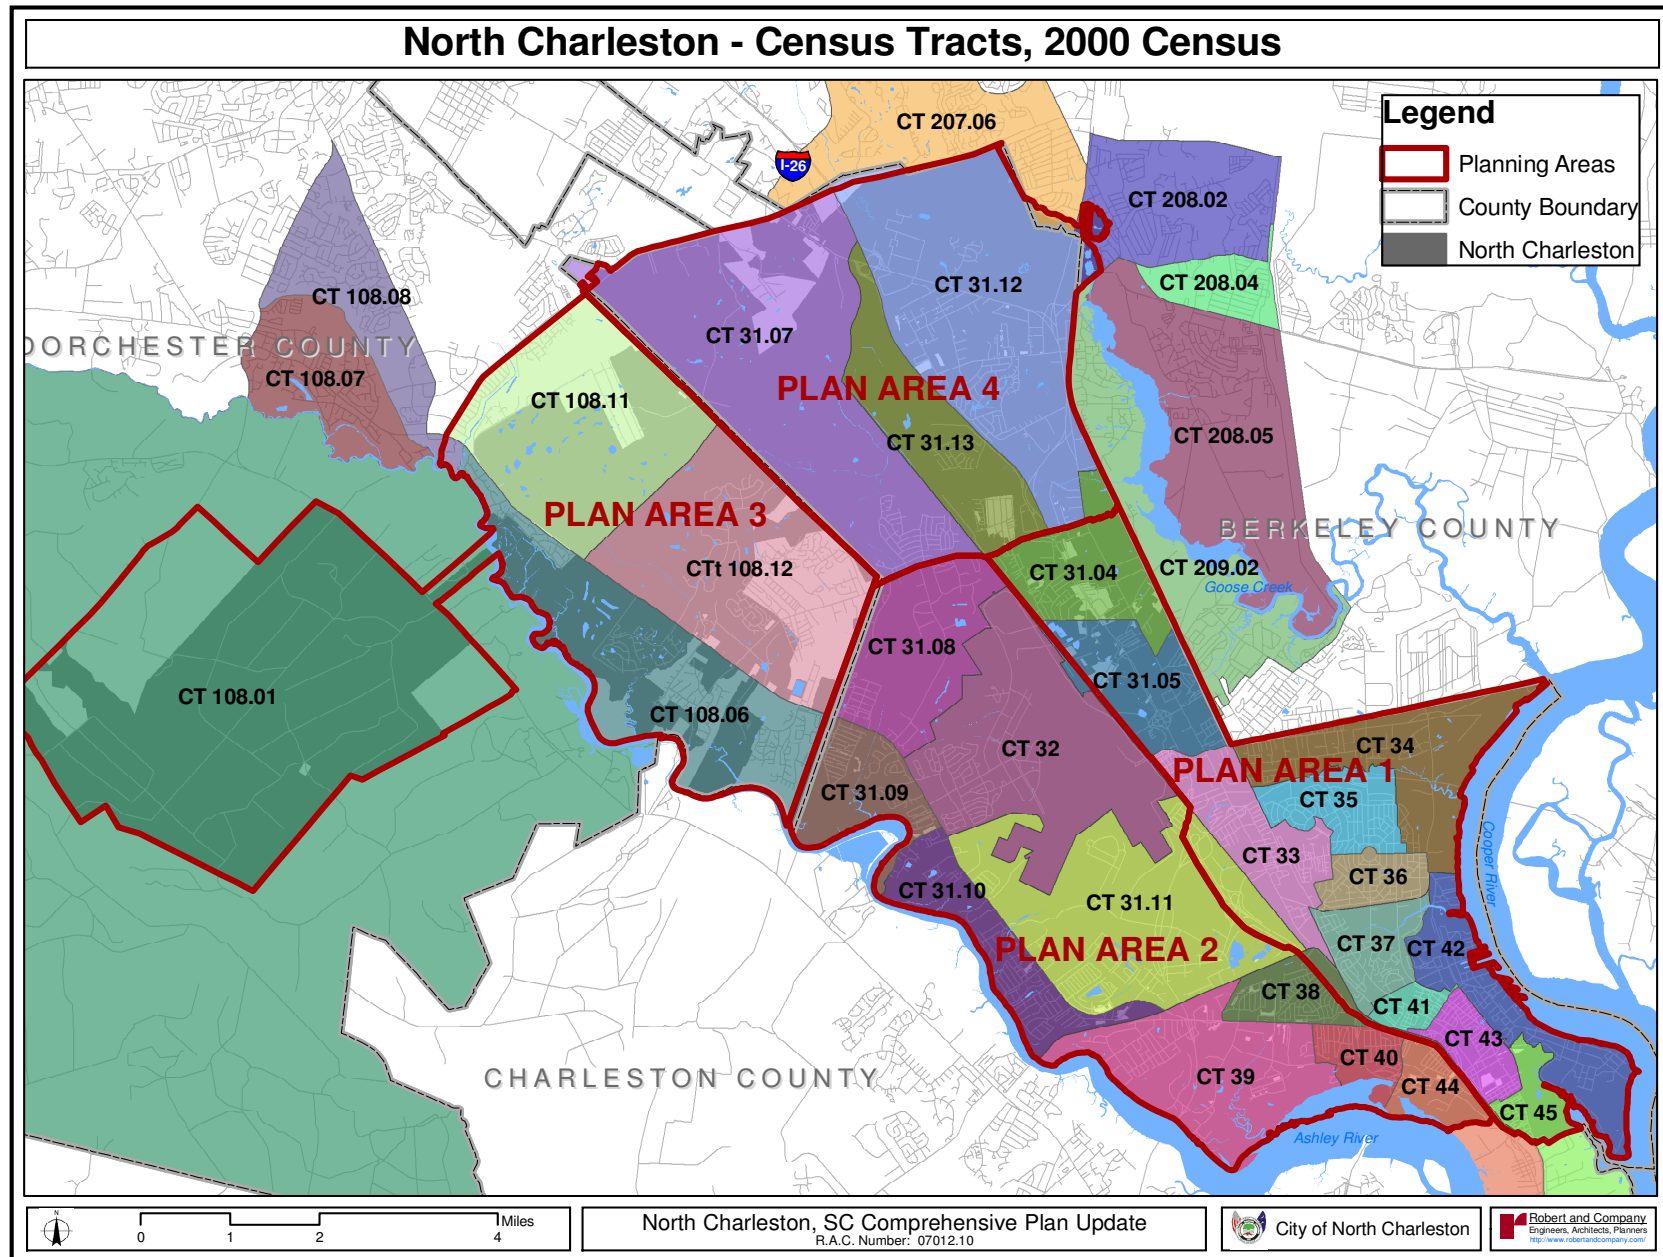 North Charleston - Census Tracts, 2000 Census
Legend
Planning Areas
County Boundary
North Charleston
CT 207.06
I-26
CT 208.02
CT 208.04
CT 31.12
CT 108.08
CT 31.07
DORCHESTER COUNTY
CT 108.07
PLAN AREA 4
CT 108.11
CT 31.13
CT 208.05
PLAN AREA 3
BERKELEY COUNTY
CTt 108.12
CT 31.04
CT 209.02
Goose Creek
CT 31.08
CT 31.05
CT 108.01
CT 108.06
CT 32
CT 34
PLAN AREA 1
CT 31.09
CT 35
Cooper River
CT 33
CT 36
CT 31.10
CT 31.11
PLAN AREA 2
CT 37
CT 42
CT 38
CT 41
CT 43
CT 40
CHARLESTON COUNTY
CT 39
CT 44
CT 45
Ashley River
N
0 1 2 4
Miles
North Charleston, SC Comprehensive Plan Update
R.A.C. Number: 07012.10
City of North Charleston
Robert and Company
Engineers, Architects, Planners
http://www.robertandcompany.com/